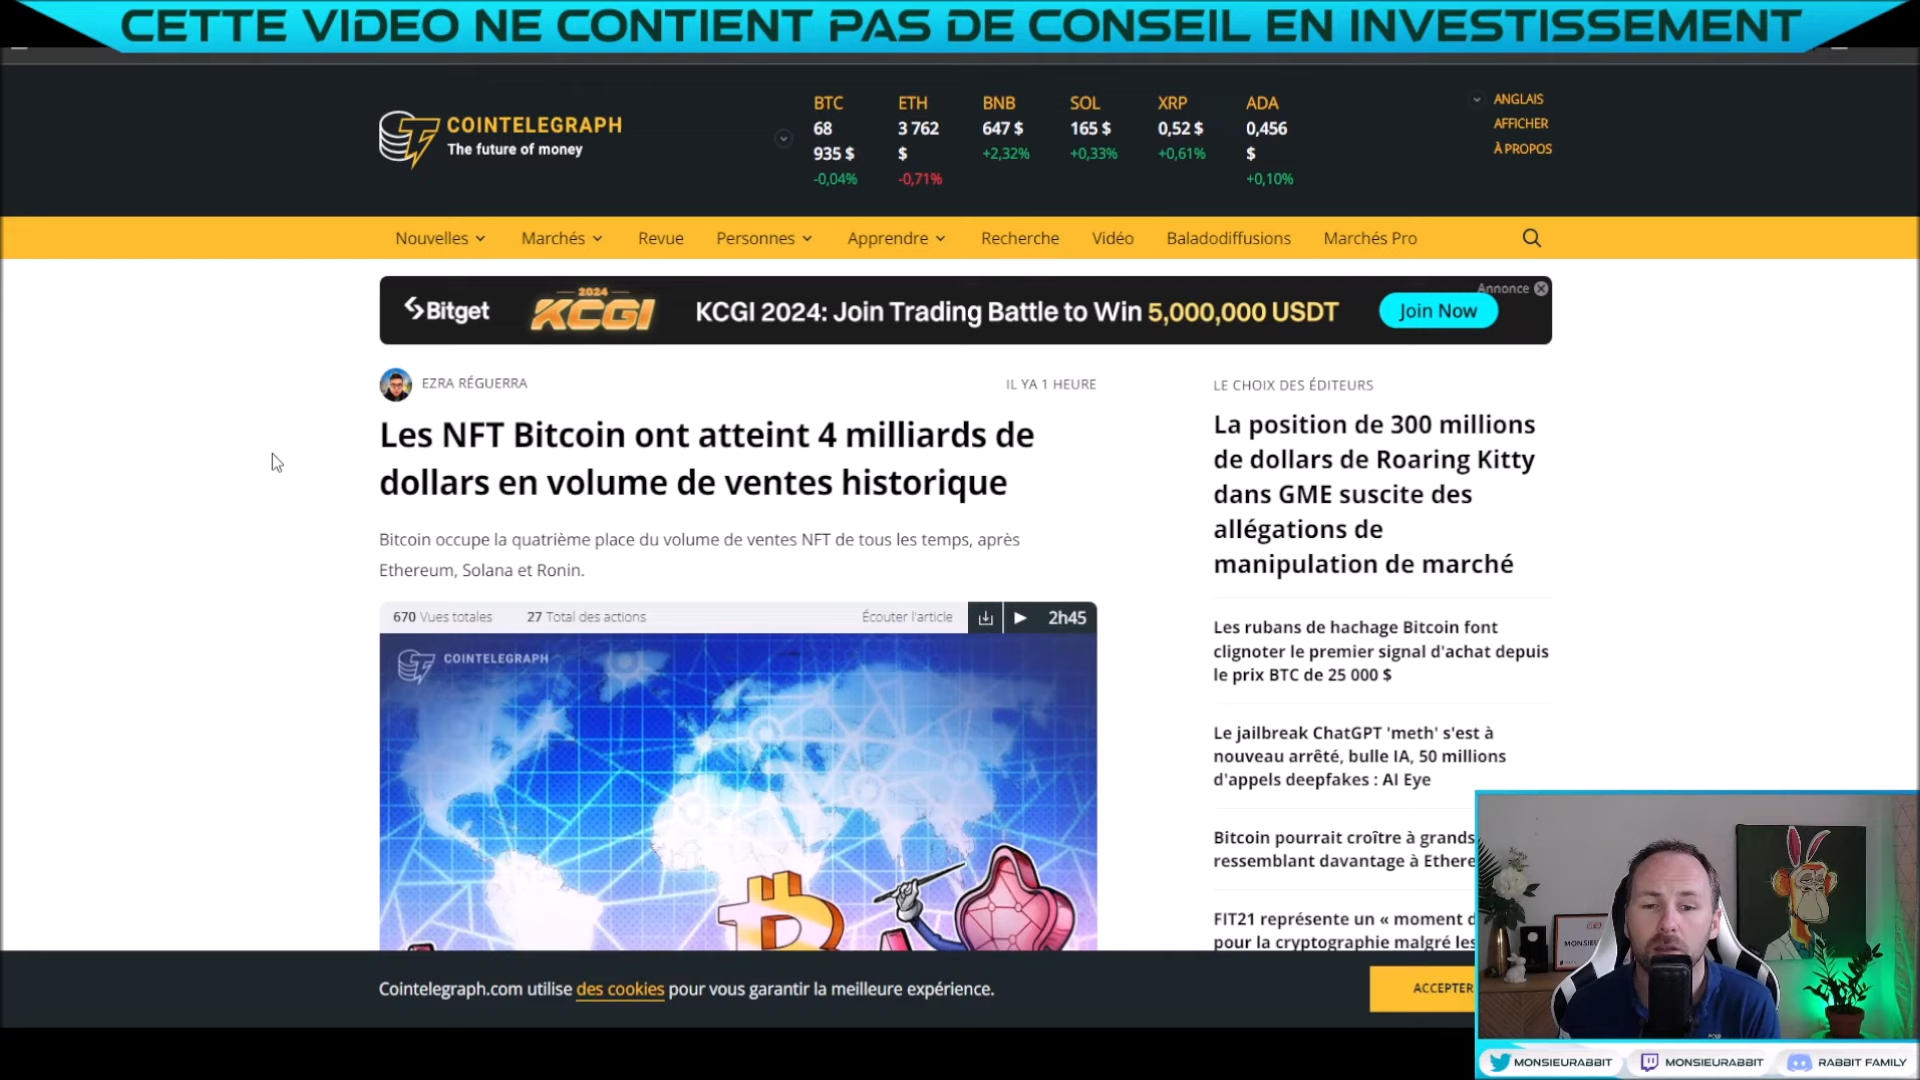 CETTE VIDEO NE CONTIENT PAS DE CONSEIL EN INVESTISSEMENT
COINTELEGRAPH
The future of money
BTC
68
935 $
-0,04%
ETH
3 762
$
-0,71%
BNB
647 $
+2,32%
SOL
165 $
+0,33%
XRP
0,52 $
+0,61%
ADA
0,456
$
+0,10%
ANGLAIS
AFFICHER
À PROPOS
Nouvelles
Marchés
Revue
Personnes
Apprendre
Recherche
Vidéo
Baladodiffusions
Marchés Pro
Bitget
2024
KCGI
KCGI 2024: Join Trading Battle to Win 5,000,000 USDT
Join Now
Annonce
EZRA RÉGUERRA
IL YA 1 HEURE
Les NFT Bitcoin ont atteint 4 milliards de
dollars en volume de ventes historique
Bitcoin occupe la quatrième place du volume de ventes NFT de tous les temps, après
Ethereum, Solana et Ronin.
670 Vues totales
27 Total des actions
Écouter l'article
2h45
COINTELEGRAPH
LE CHOIX DES ÉDITEURS
La position de 300 millions
de dollars de Roaring Kitty
dans GME suscite des
allégations de
manipulation de marché
Les rubans de hachage Bitcoin font
clignoter le premier signal d'achat depuis
le prix BTC de 25 000 $
Le jailbreak ChatGPT 'meth' s'est à
nouveau arrêté, bulle IA, 50 millions
d'appels deepfakes : AI Eye
Bitcoin pourrait croître à grands
ressemblant davantage à Ethere
FIT21 représente un « moment d
pour la cryptographie malgré les
Cointelegraph.com utilise des cookies pour vous garantir la meilleure expérience.
ACCEPTER
MONSIEURABBIT
MONSIEURABBIT
RABBIT FAMILY